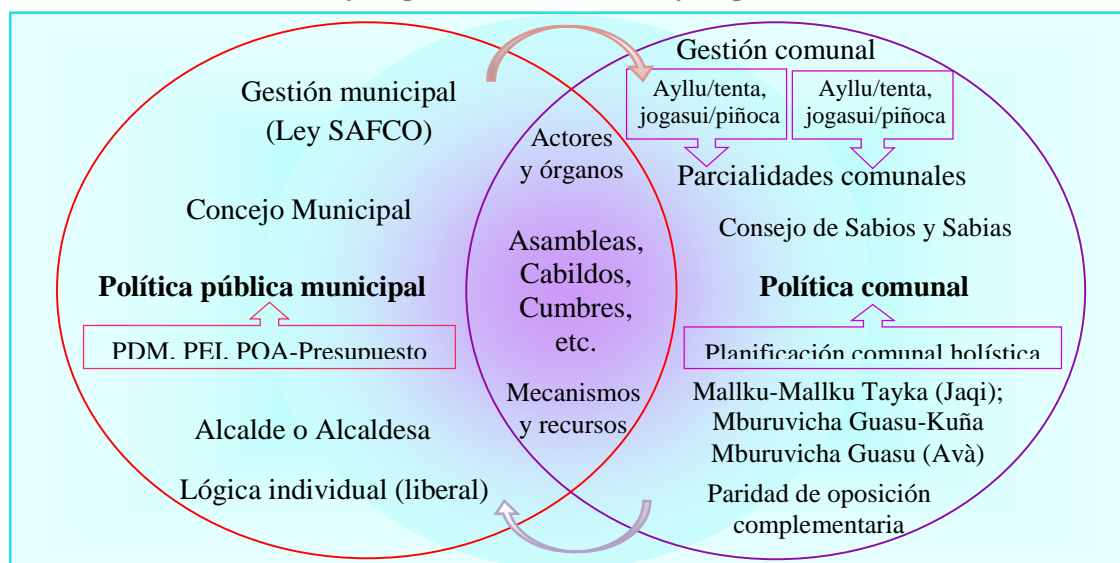 Gestión municipal
(Ley SAFCO)
Concejo Municipal
Política pública municipal
PDM, PEI, POA-Presupuesto
Alcalde o Alcaldesa
Lógica individual (liberal)
Actores
y órganos
Asambleas,
Cabildos,
Cumbres,
etc.
Mecanismos
y recursos
Gestión comunal
Ayllu/tenta,
jogasui/piñoca
Ayllu/tenta,
jogasui/piñoca
Parcialidades comunales
Consejo de Sabios y Sabias
Política comunal
Planificación comunal holística
Mallku-Mallku Tayka (Jaqi);
Mburuvicha Guasu-Kuña
Mburuvicha Guasu (Avà)
Paridad de oposición
complementaria